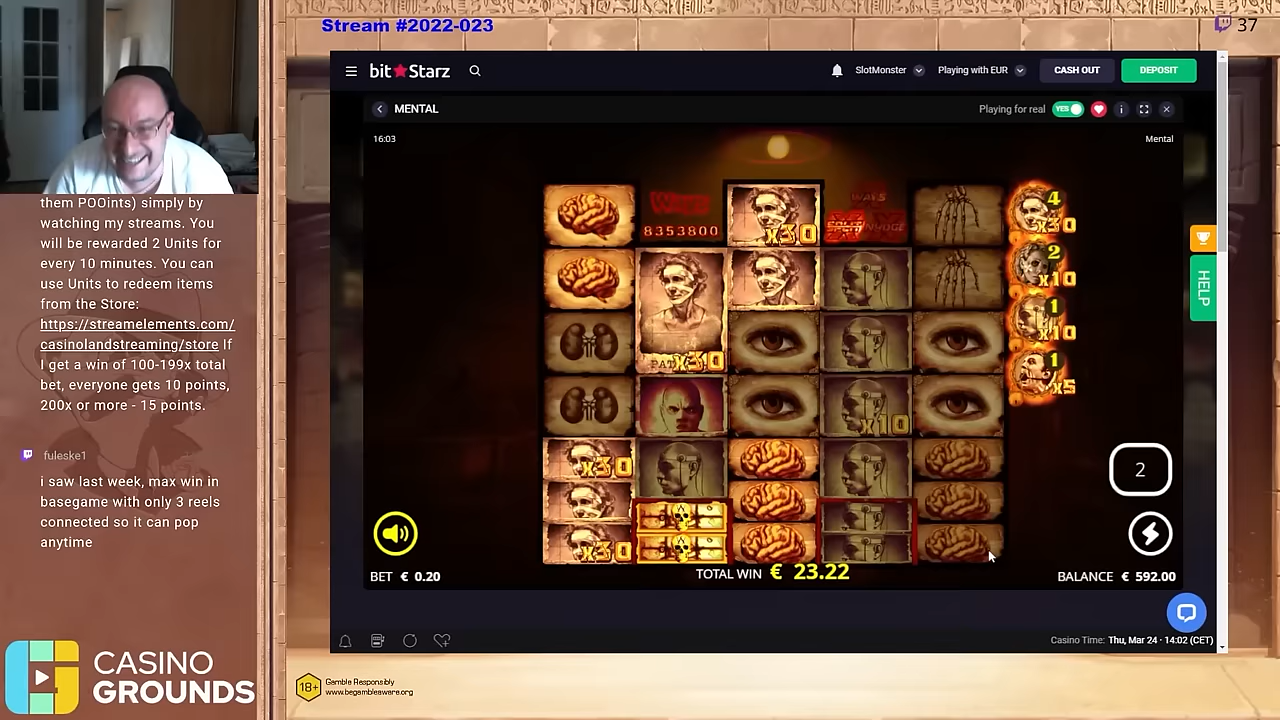 Stream #2022-023
37
bit Starz
SlotMonster
Playing with EUR
CASH OUT
DEPOSIT
MENTAL
Playing for real
YES
16:03
Mental
them POOints) simply by
watching my streams. You
will be rewarded 2 Units for
every 10 minutes. You can
use Units to redeem items
from the Store:
https://streamelements.com/
casinolandstreaming/store If
I get a win of 100-199x total
bet, everyone gets 10 points,
200x or more - 15 points.
fuleske1
i saw last week, max win in
basegame with only 3 reels
connected so it can pop
anytime
Ways
8353800
WAYS
x30
4
x30
2
x10
1
x10
1
x5
x30
x10
x30
x30
HELP
2
BET € 0.20
TOTAL WIN € 23.22
BALANCE € 592.00
Casino Time: Thu, Mar 24 · 14:02 (CET)
CASINO
GROUNDS
18+
Gamble Responsibly
www.begambleaware.org